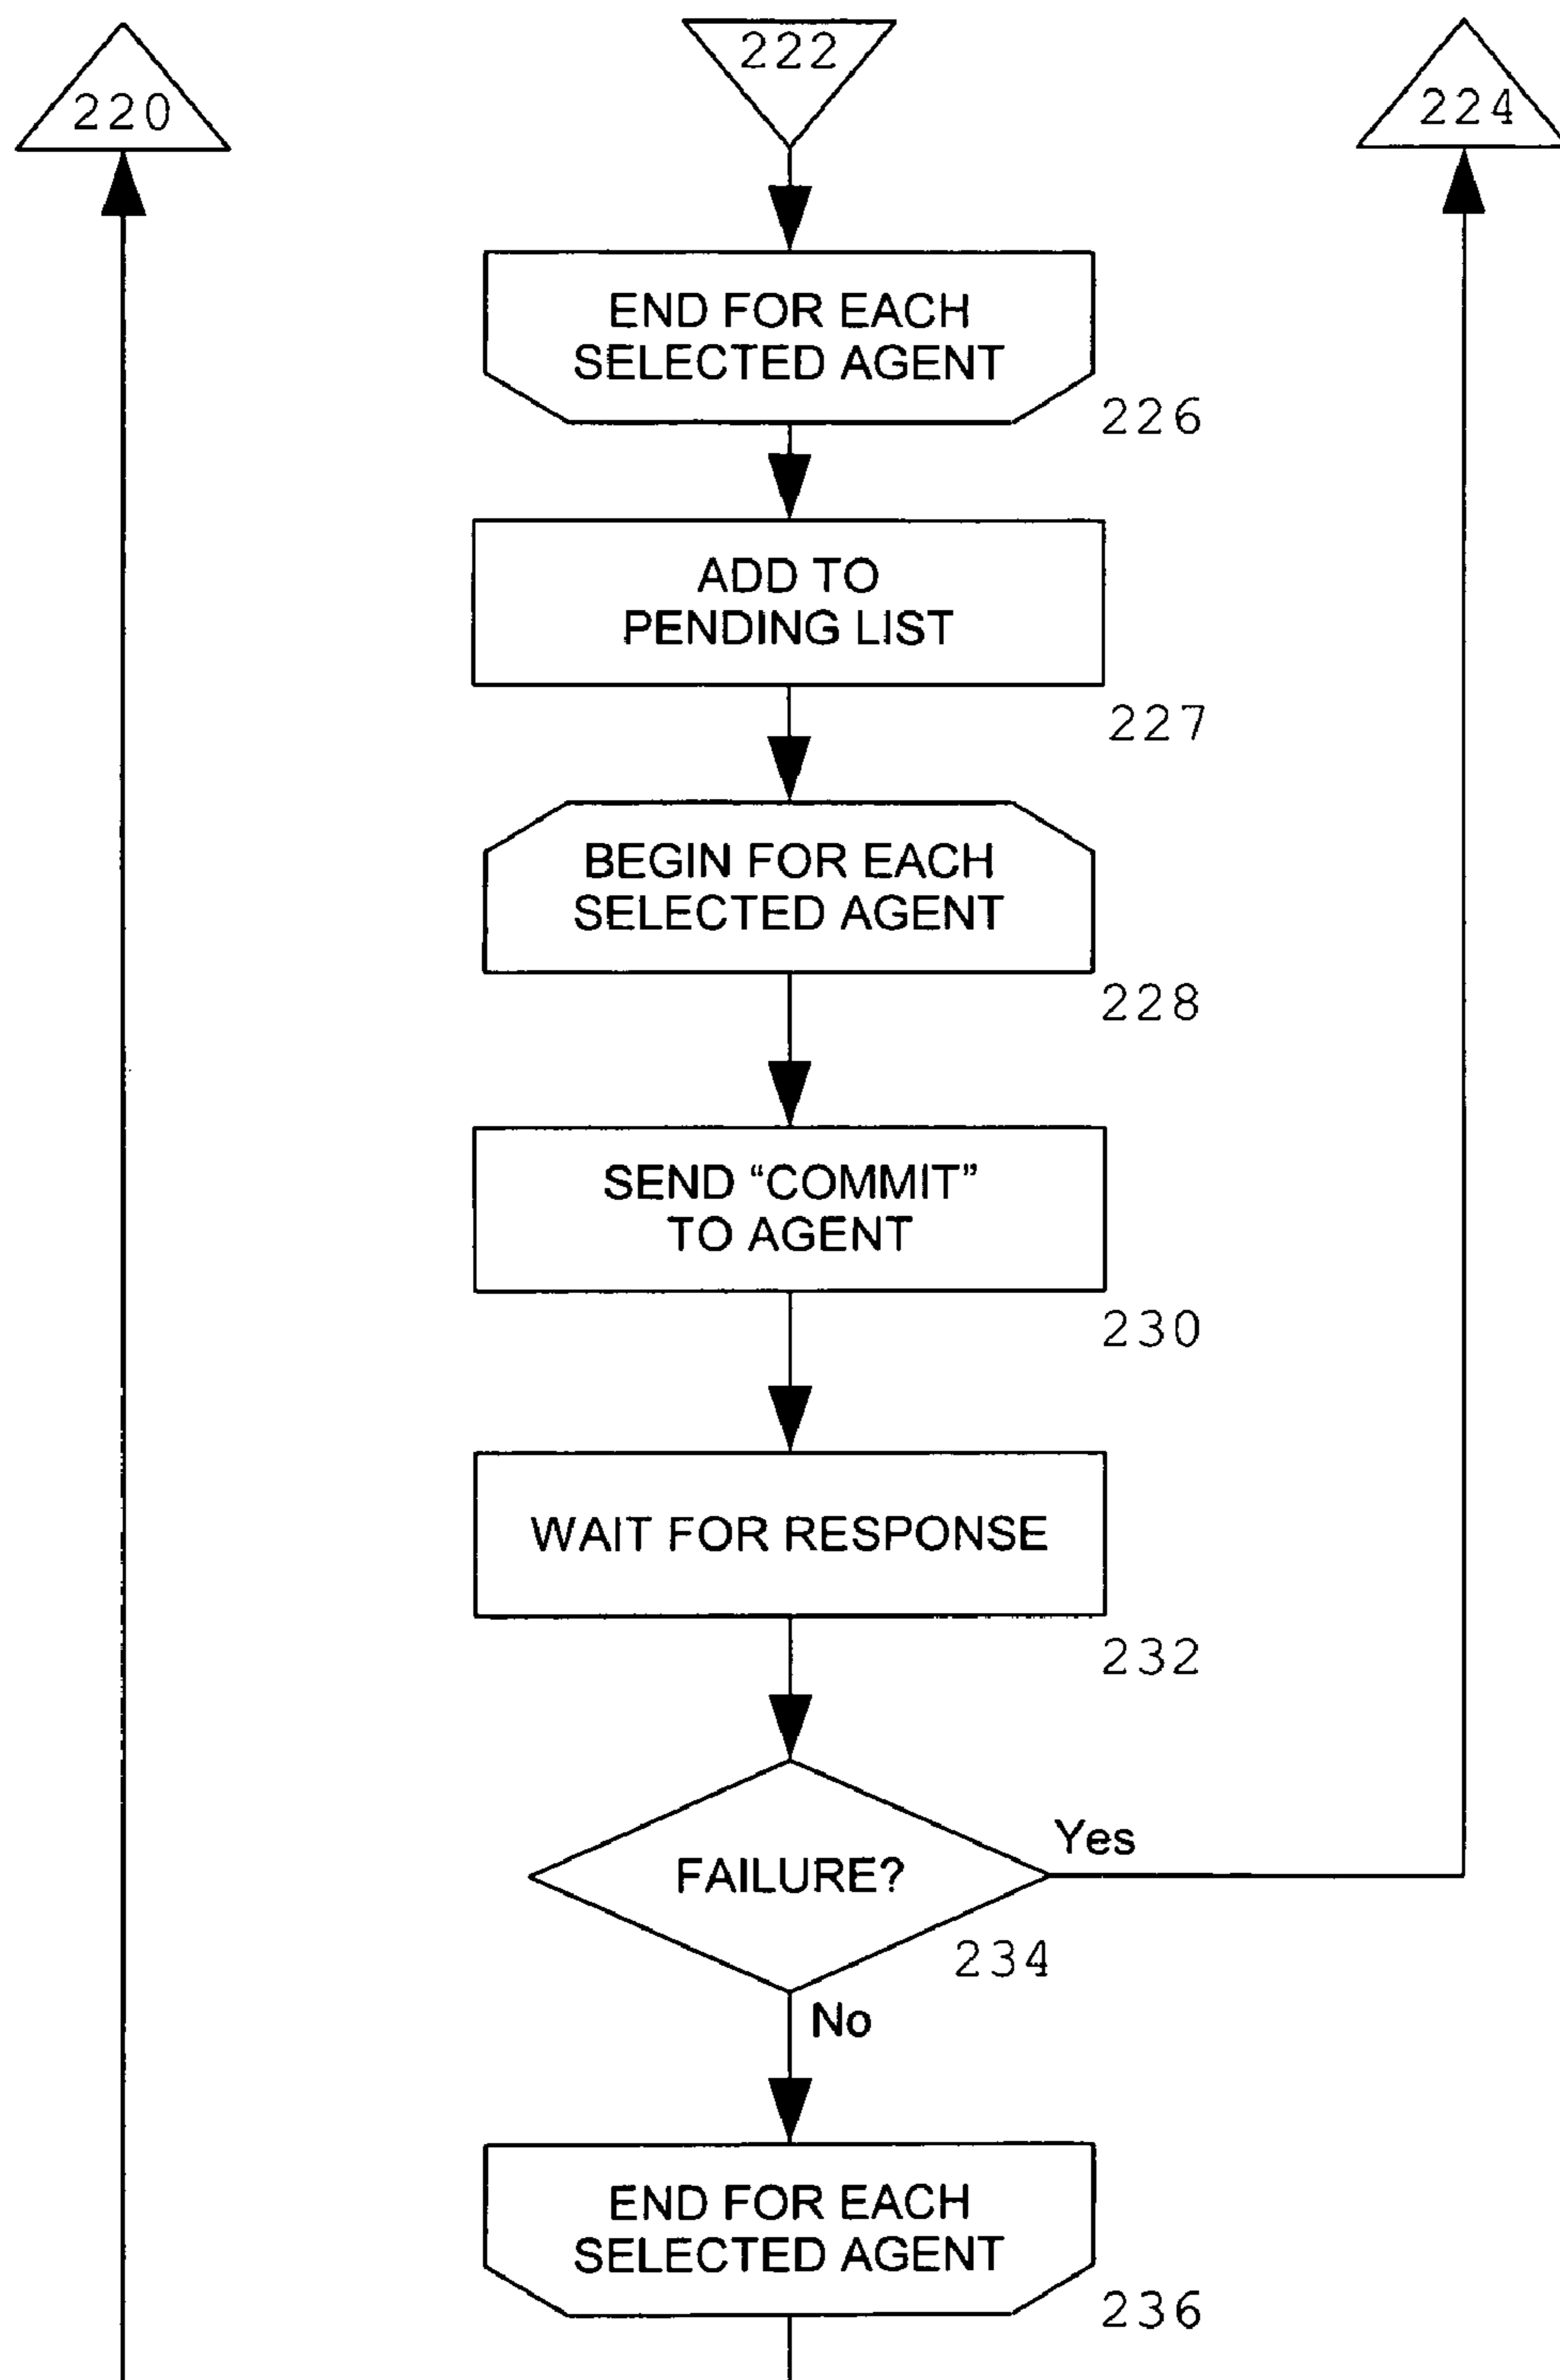 220
222
224
END FOR EACH
SELECTED AGENT
226
ADD TO
PENDING LIST
227
BEGIN FOR EACH
SELECTED AGENT
228
SEND “COMMIT”
TO AGENT
230
WAIT FOR RESPONSE
232
Yes
FAILURE?
234
No
END FOR EACH
SELECTED AGENT
236